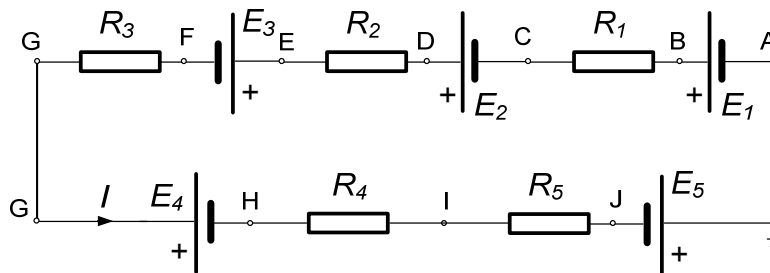 G R3 F E3 E R2 D E2 C R1 B E1 A
+ + +
G I E4 H R4 I R5 J E5
+ +